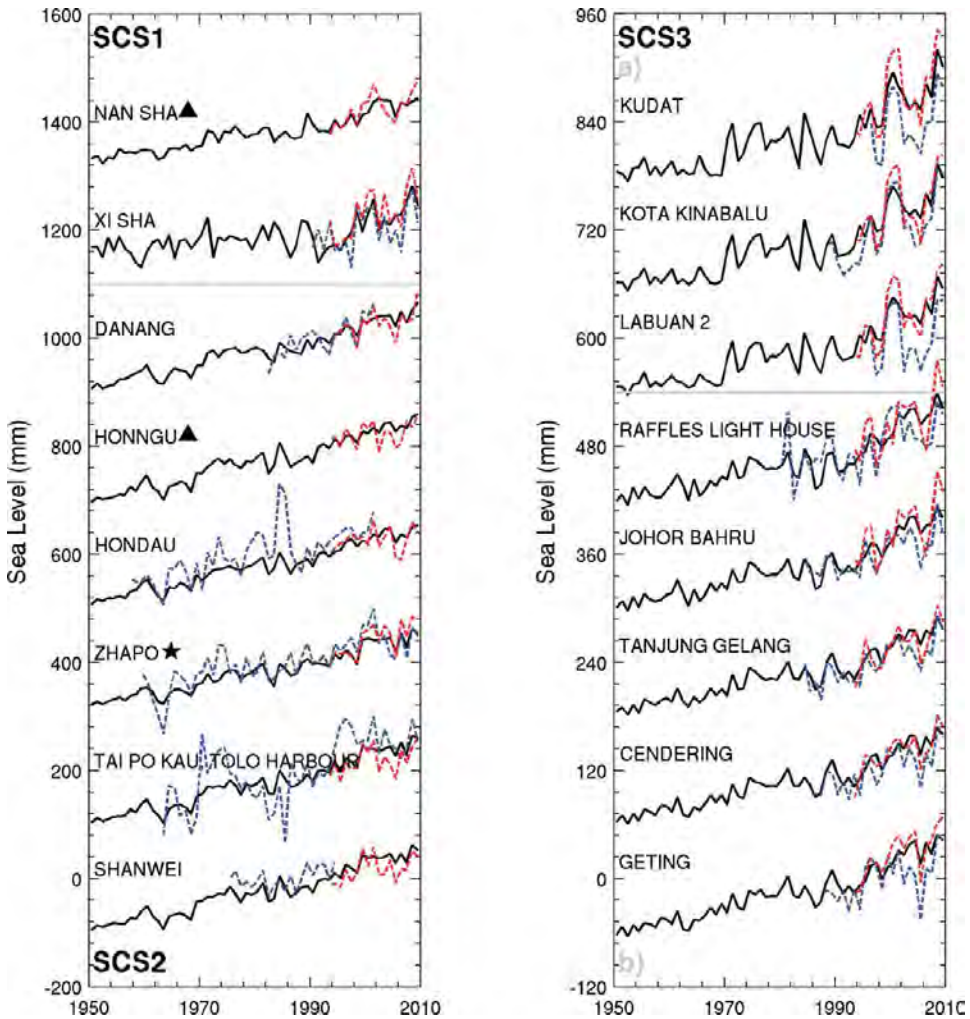 1600
SCS1
1400
NAN SHA▲
1200
XI SHA
1000
DANANG
Sea Level (mm)
800
HONNGU▲
600
HONDAU
400
ZHAPO★
200
TAI PO KAU, TOLO HARBOUR
0
SHANWEI
SCS2
-200
1950
1970
1990
2010
960
SCS3
a)
840
KUDAT
720
KOTA KINABALU
600
LABUAN 2
Sea Level (mm)
480
RAFFLES LIGHT HOUSE
360
JOHOR BAHRU
240
TANJUNG GELANG
120
CENDERING
0
GETING
b)
-120
1950
1970
1990
2010